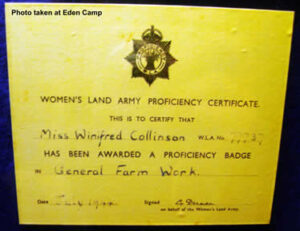 Photo taken at Eden Camp
WOMEN'S LAND ARMY PROFICIENCY CERTIFICATE.
THIS IS TO CERTIFY THAT
Miss Winifred Collinson W.L.A. No.
HAS BEEN AWARDED A PROFICIENCY BADGE
IN General Farm Work.
Date Signed
on behalf of the Women's Land Army.